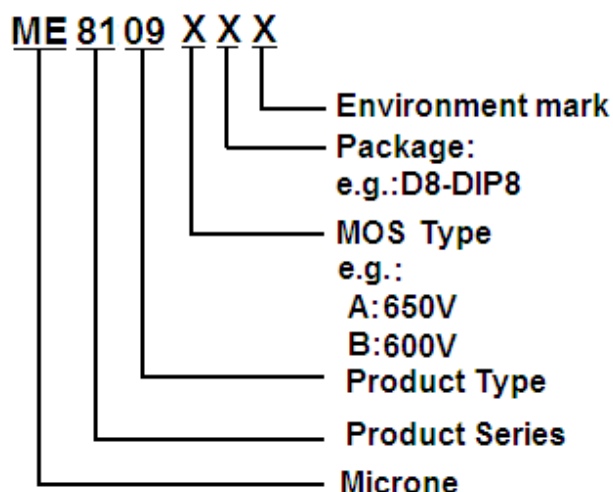 ME 81 09 X X X
Environment mark
Package:
e.g.:D8-DIP8
MOS Type
e.g.:
A:650V
B:600V
Product Type
Product Series
Microne